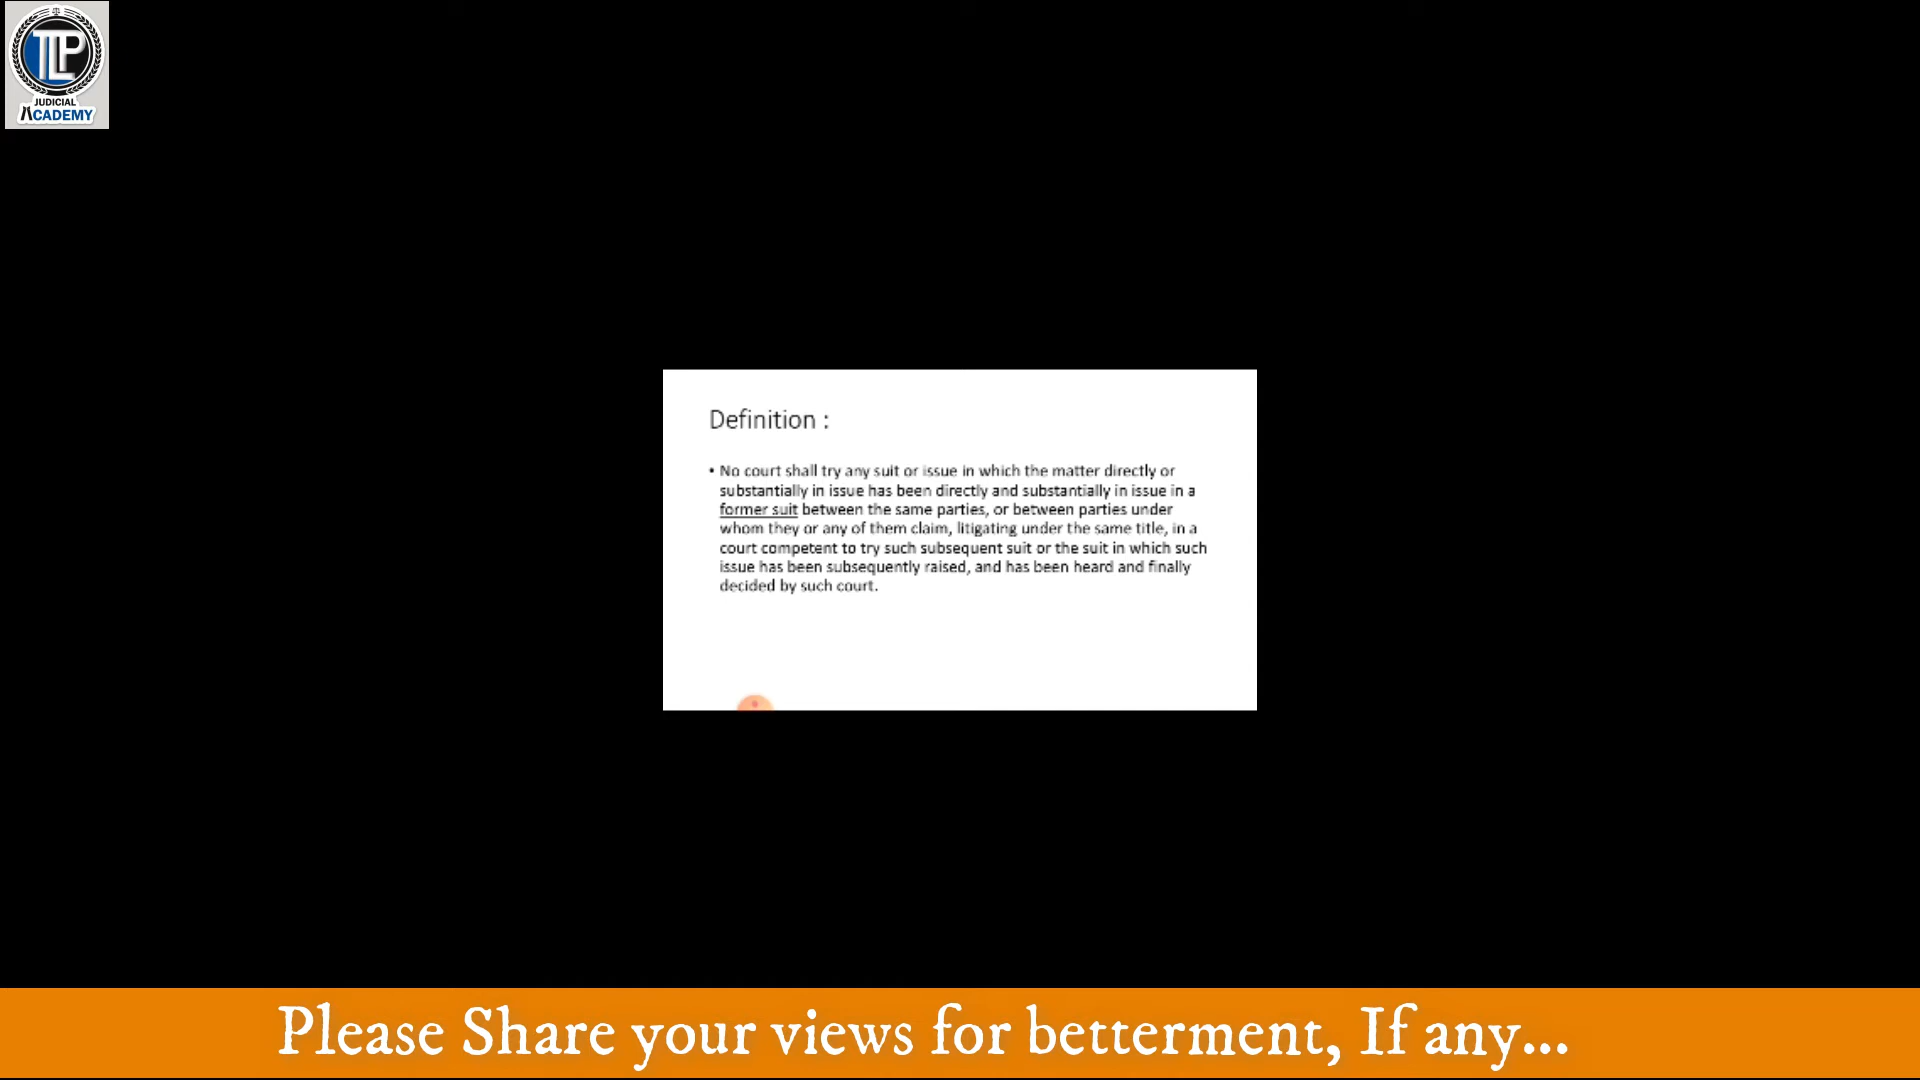 TLP
JUDICIAL
ACADEMY
Definition :
• No court shall try any suit or issue in which the matter directly or
substantially in issue has been directly and substantially in issue in a
former suit between the same parties, or between parties under
whom they or any of them claim, litigating under the same title, in a
court competent to try such subsequent suit or the suit in which such
issue has been subsequently raised, and has been heard and finally
decided by such court.
Please Share your views for betterment, If any...